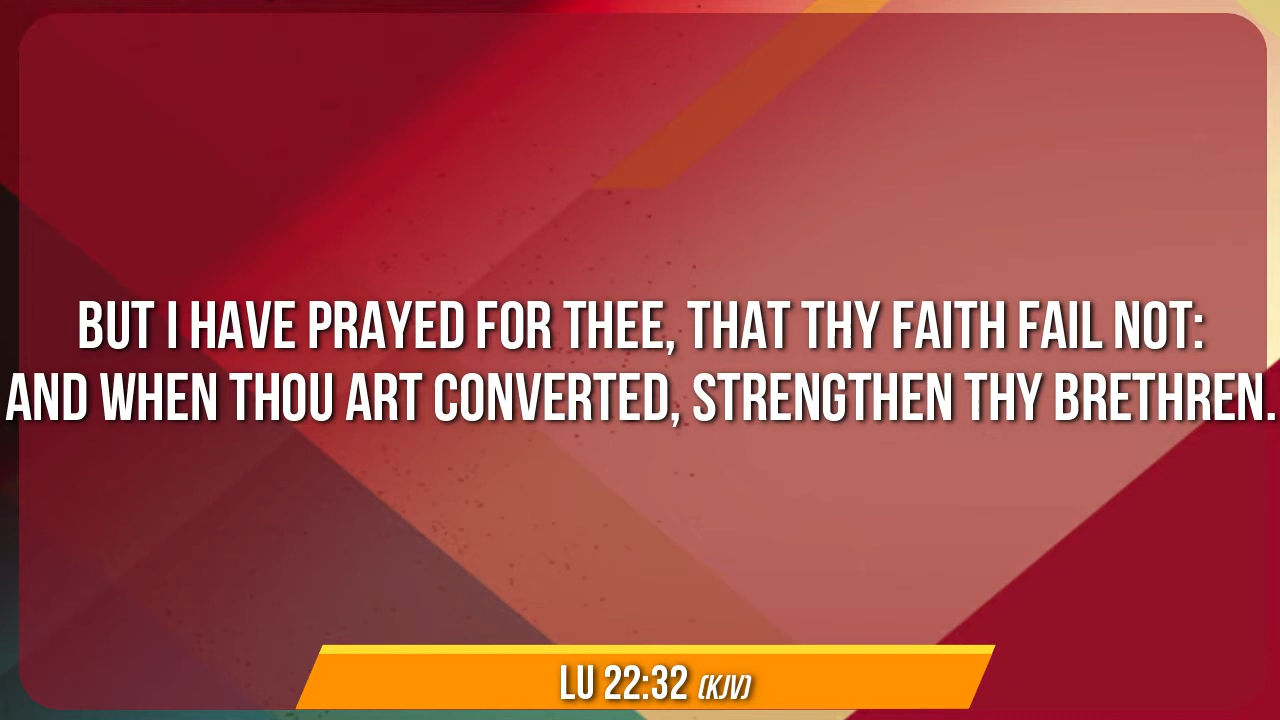 BUT I HAVE PRAYED FOR THEE, THAT THY FAITH FAIL NOT:
AND WHEN THOU ART CONVERTED, STRENGTHEN THY BRETHREN.
LU 22:32 (KJV)